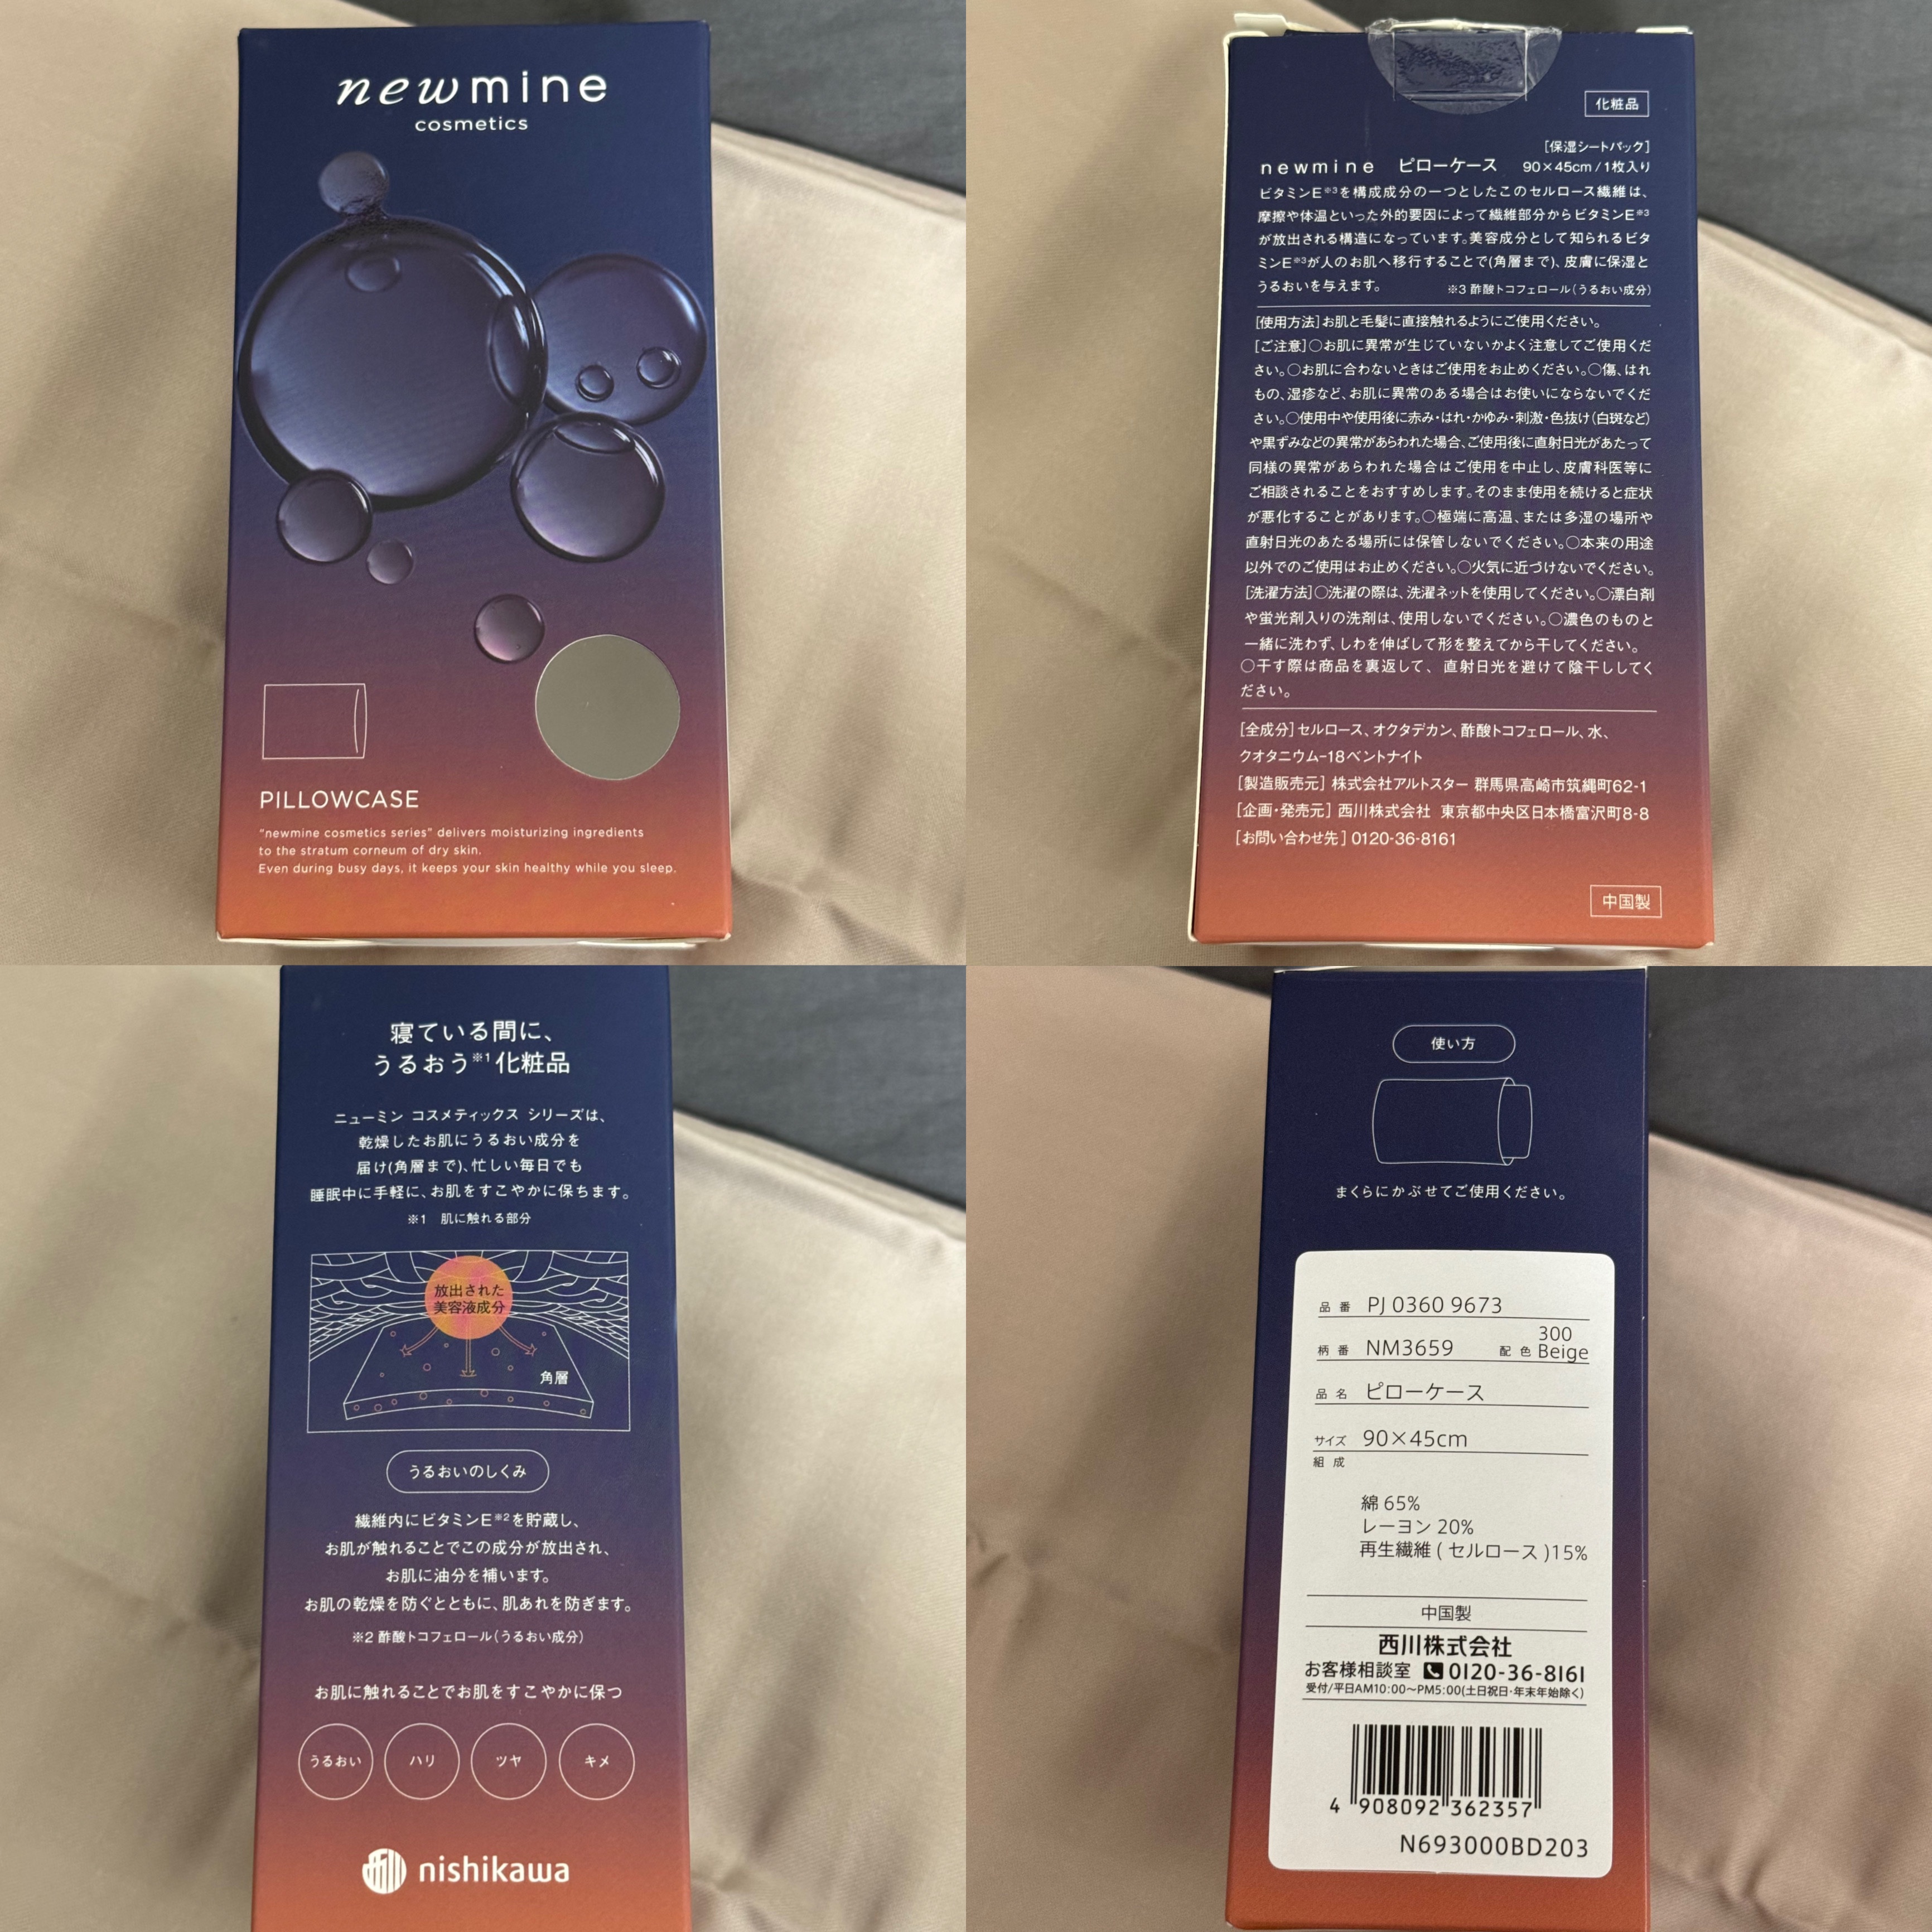 newmine
cosmetics
PILLOWCASE
"newmine cosmetics series" delivers moisturizing ingredients
to the stratum corneum of dry skin.
Even during busy days, it keeps your skin healthy while you sleep.
化粧品
[保湿シートパック]
newmine ピローケース 90×45cm/1枚入り
ビタミンE※3を構成成分の一つとしたこのセルロース繊維は、
摩擦や体温といった外的要因によって繊維部分からビタミンE※3
が放出される構造になっています。美容成分として知られるビタ
ミンE※3が人のお肌へ移行することで(角層まで)、皮膚に保湿と
うるおいを与えます。 ※3 酢酸トコフェロール(うるおい成分)
[使用方法]お肌と毛髪に直接触れるようにご使用ください。
[ご注意]○お肌に異常が生じていないかよく注意してご使用くだ
さい。○お肌に合わないときはご使用をお止めください。○傷、はれ
もの、湿疹など、お肌に異常のある場合はお使いにならないでくだ
さい。○使用中や使用後に赤み・はれ・かゆみ・刺激・色抜け(白斑など)
や黒ずみなどの異常があらわれた場合、ご使用後に直射日光があたって
同様の異常があらわれた場合はご使用を中止し、皮膚科医等に
ご相談されることをおすすめします。そのまま使用を続けると症状
が悪化することがあります。○極端に高温、または多湿の場所や
直射日光のあたる場所には保管しないでください。○本来の用途
以外でのご使用はお止めください。○火気に近づけないでください。
[洗濯方法]○洗濯の際は、洗濯ネットを使用してください。○漂白剤
や蛍光剤入りの洗剤は、使用しないでください。○濃色のものと
一緒に洗わず、しわを伸ばして形を整えてから干してください。
○干す際は商品を裏返して、直射日光を避けて陰干ししてく
ださい。
[全成分]セルロース、オクタデカン、酢酸トコフェロール、水、
クオタニウム-18ベントナイト
[製造販売元] 株式会社アルトスター 群馬県高崎市筑縄町62-1
[企画・発売元] 西川株式会社 東京都中央区日本橋富沢町8-8
[お問い合わせ先] 0120-36-8161
中国製
寝ている間に、
うるおう※1化粧品
ニューミン コスメティックス シリーズは、
乾燥したお肌にうるおい成分を
届け(角層まで)、忙しい毎日でも
睡眠中に手軽に、お肌をすこやかに保ちます。
※1 肌に触れる部分
放出された
美容液成分
角層
うるおいのしくみ
繊維内にビタミンE※2を貯蔵し、
お肌が触れることでこの成分が放出され、
お肌に油分を補います。
お肌の乾燥を防ぐとともに、肌あれを防ぎます。
※2 酢酸トコフェロール(うるおい成分)
お肌に触れることでお肌をすこやかに保つ
うるおい ハリ ツヤ キメ
nishikawa
使い方
まくらにかぶせてご使用ください。
品番 PJ 0360 9673
柄番 NM3659 配色 300 Beige
品名 ピローケース
サイズ 90×45cm
組成
綿 65%
レーヨン 20%
再生繊維 ( セルロース )15%
中国製
西川株式会社
お客様相談室 0120-36-8161
受付/平日AM10:00〜PM5:00(土日祝日・年末年始除く)
4 908092 362357
N693000BD203